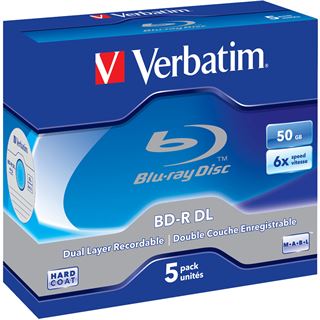 Verbatim
Blu-ray Disc™
50 GB
6x speed
vitesse
BD-R DL
Dual Layer Recordable | Double Couche Enregistrable
HARD
COAT
5 pack
unités
M•A•B•L